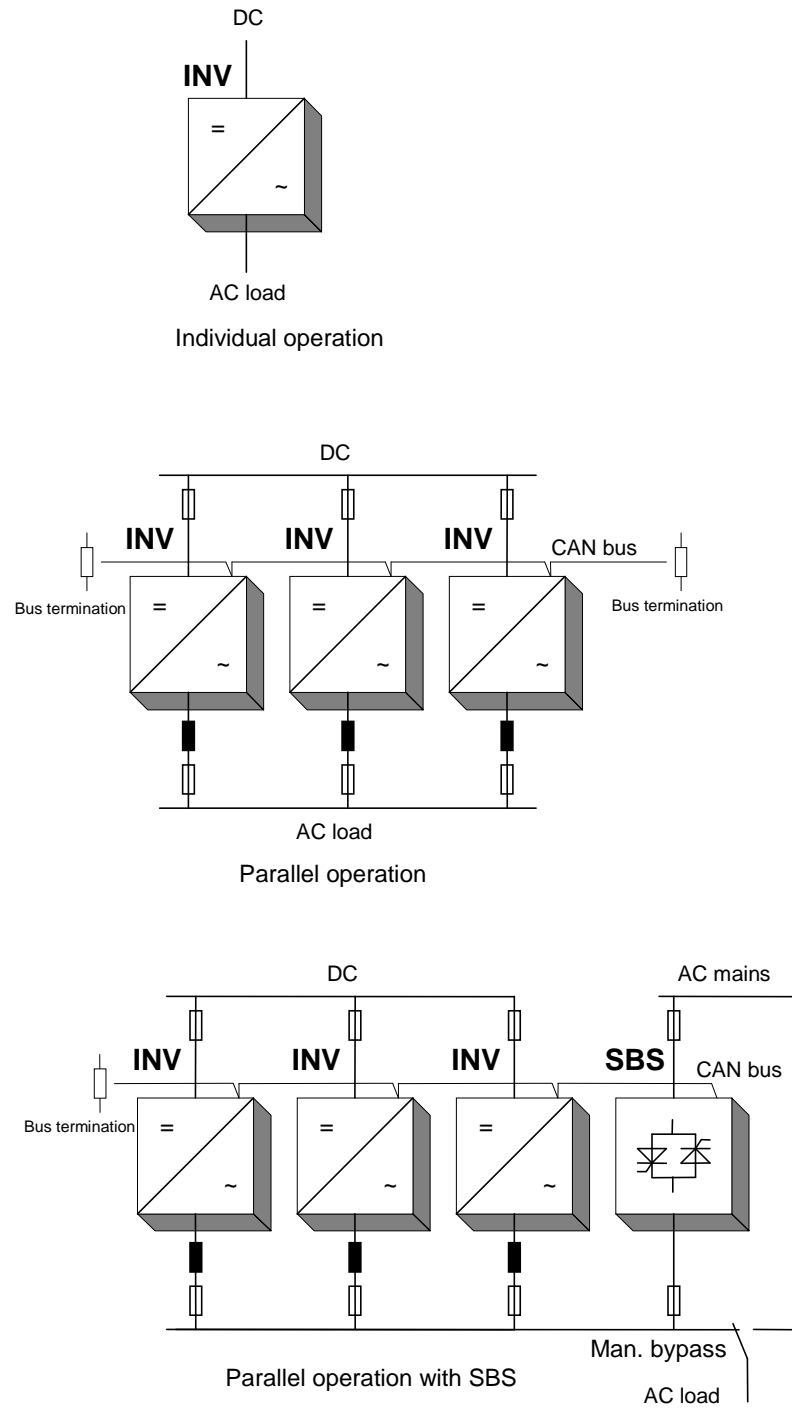 DC
INV
=
~
AC load
Individual operation
DC
INV INV INV
CAN bus
Bus termination
Bus termination
= = =
~ ~ ~
AC load
Parallel operation
DC
AC mains
INV INV INV SBS
CAN bus
Bus termination
= = =
~ ~ ~
Man. bypass
Parallel operation with SBS
AC load